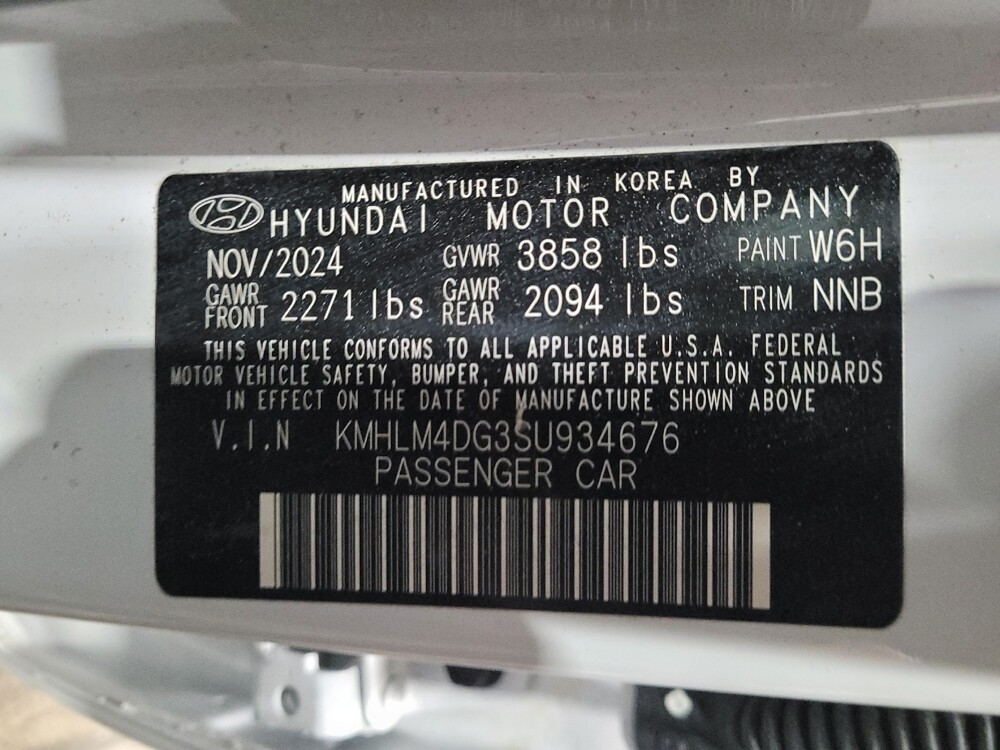 MANUFACTURED IN KOREA BY
HYUNDAI MOTOR COMPANY
NOV/2024 GVWR 3858 lbs PAINT W6H
GAWR FRONT 2271 lbs GAWR REAR 2094 lbs TRIM NNB
THIS VEHICLE CONFORMS TO ALL APPLICABLE U.S.A. FEDERAL
MOTOR VEHICLE SAFETY, BUMPER, AND THEFT PREVENTION STANDARDS
IN EFFECT ON THE DATE OF MANUFACTURE SHOWN ABOVE
V.I.N KMHLM4DG3SU934676
PASSENGER CAR